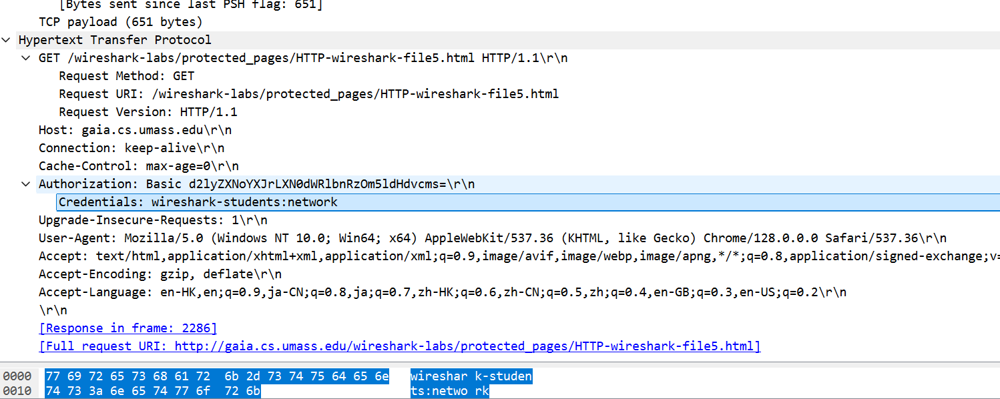 [Bytes sent since last PSH flag: 651]
TCP payload (651 bytes)
Hypertext Transfer Protocol
GET /wireshark-labs/protected_pages/HTTP-wireshark-file5.html HTTP/1.1\r\n
Request Method: GET
Request URI: /wireshark-labs/protected_pages/HTTP-wireshark-file5.html
Request Version: HTTP/1.1
Host: gaia.cs.umass.edu\r\n
Connection: keep-alive\r\n
Cache-Control: max-age=0\r\n
Authorization: Basic d2lyZXNoYXJrLXN0dWRlbnRzOm5ldHdvcms=\r\n
Credentials: wireshark-students:network
Upgrade-Insecure-Requests: 1\r\n
User-Agent: Mozilla/5.0 (Windows NT 10.0; Win64; x64) AppleWebKit/537.36 (KHTML, like Gecko) Chrome/128.0.0.0 Safari/537.36\r\n
Accept: text/html,application/xhtml+xml,application/xml;q=0.9,image/avif,image/webp,image/apng,*/*;q=0.8,application/signed-exchange;v=
Accept-Encoding: gzip, deflate\r\n
Accept-Language: en-HK,en;q=0.9,ja-CN;q=0.8,ja;q=0.7,zh-HK;q=0.6,zh-CN;q=0.5,zh;q=0.4,en-GB;q=0.3,en-US;q=0.2\r\n
\r\n
[Response in frame: 2286]
[Full request URI: http://gaia.cs.umass.edu/wireshark-labs/protected_pages/HTTP-wireshark-file5.html]
0000 77 69 72 65 73 68 61 72 6b 2d 73 74 75 64 65 6e wireshar k-studen
0010 74 73 3a 6e 65 74 77 6f 72 6b ts:netwo rk